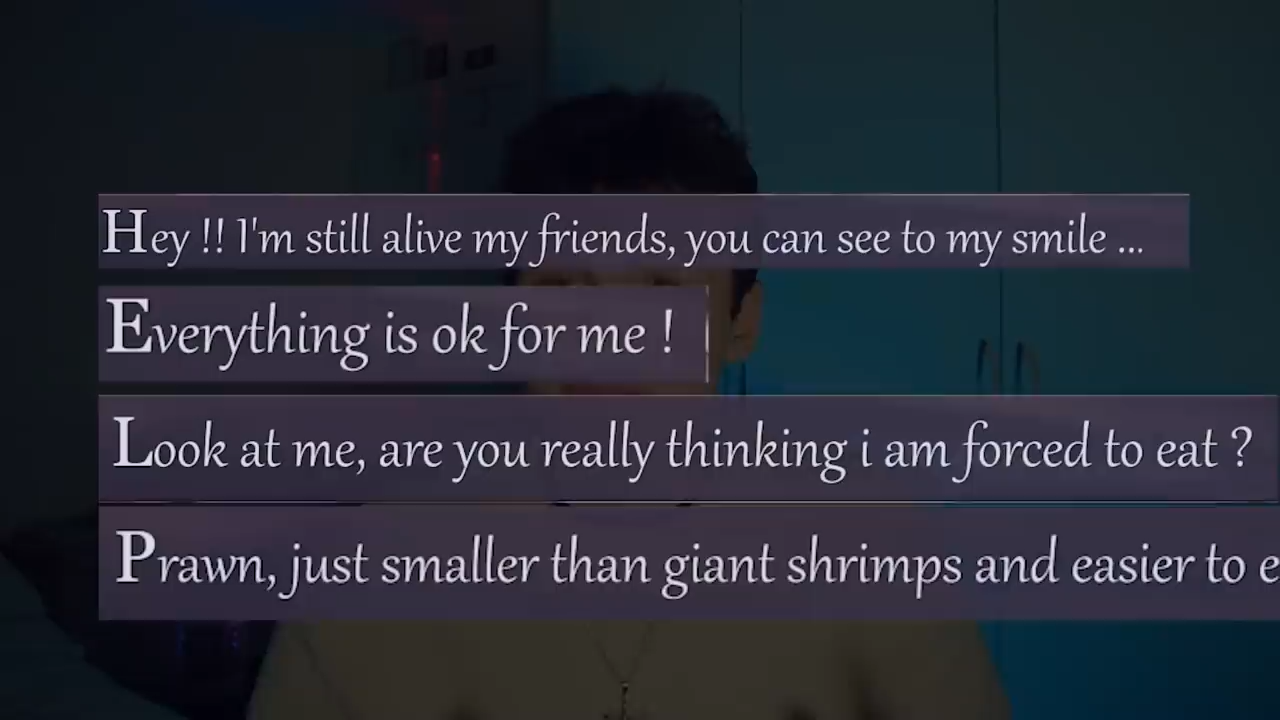 Hey !! I'm still alive my friends, you can see to my smile ...
Everything is ok for me !
Look at me, are you really thinking i am forced to eat ?
Prawn, just smaller than giant shrimps and easier to